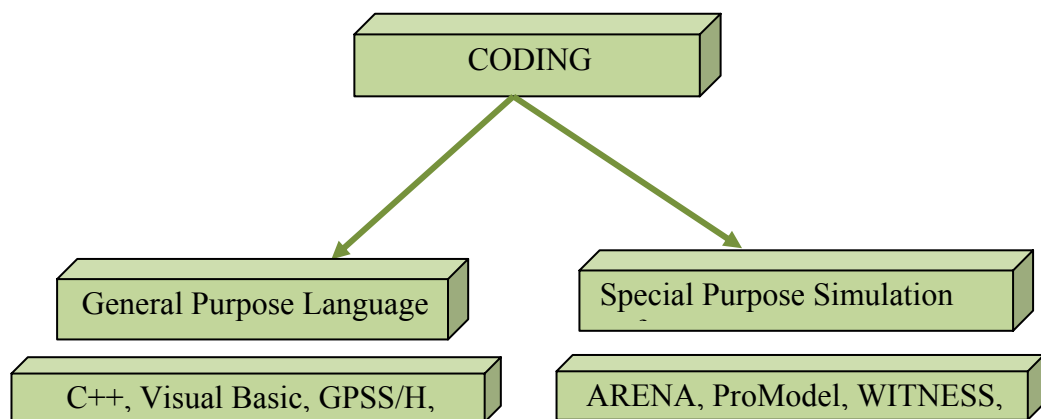 CODING
General Purpose Language
Special Purpose Simulation
C++, Visual Basic, GPSS/H,
ARENA, ProModel, WITNESS,